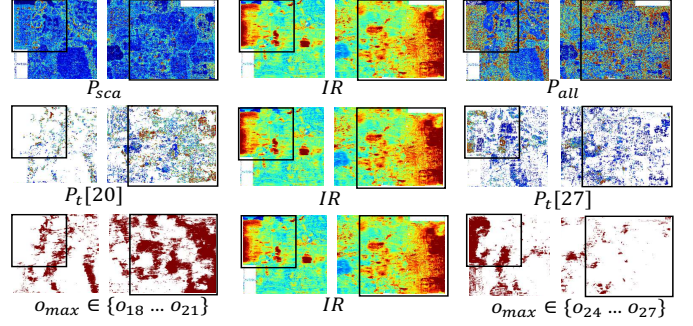 P_sca IR P_all
P_t[20] IR P_t[27]
o_max ∈ {o_18 … o_21} IR o_max ∈ {o_24 … o_27}